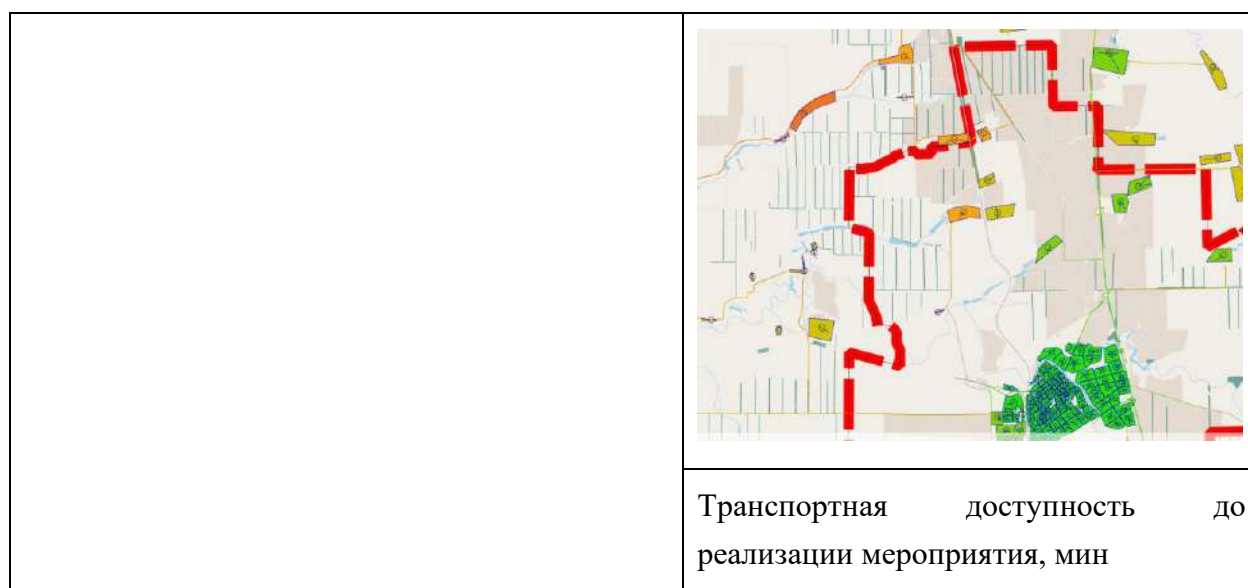 Транспортная доступность до
реализации мероприятия, мин